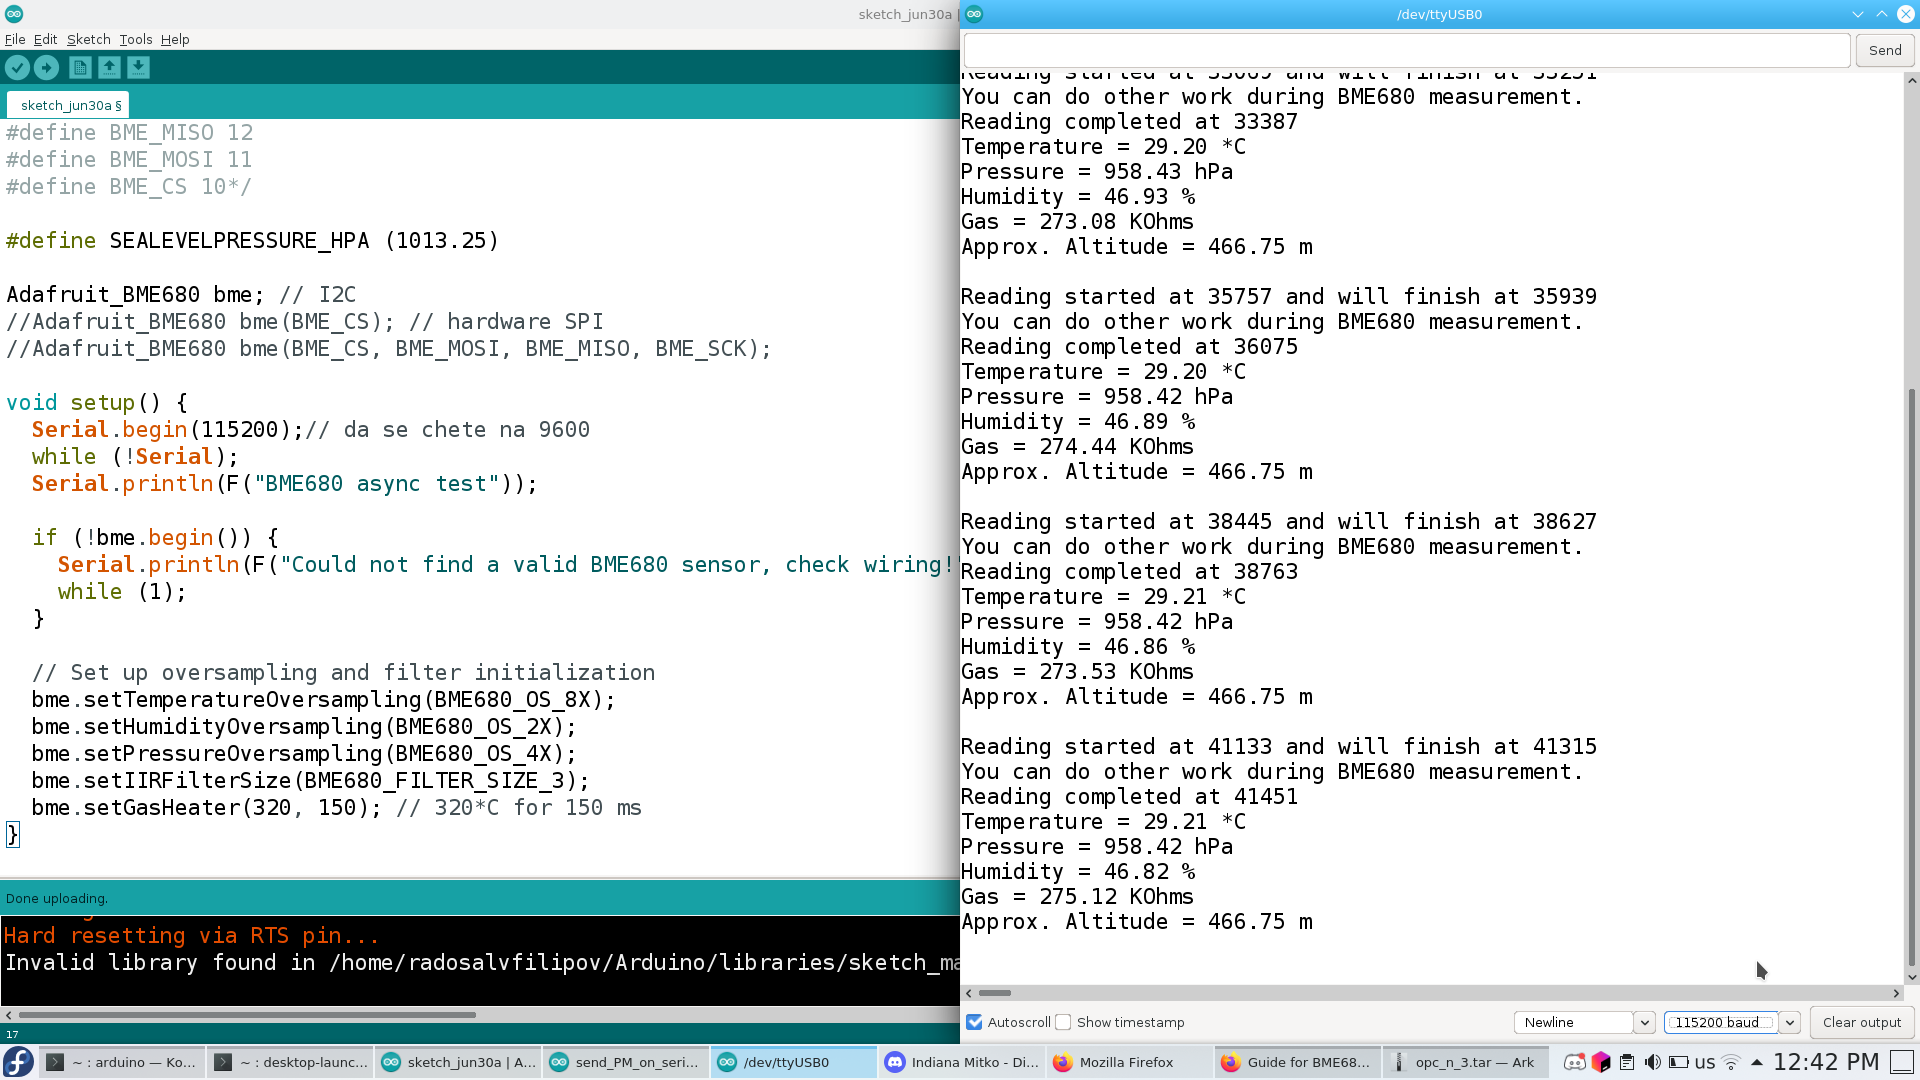 sketch_jun30a |
File Edit Sketch Tools Help
sketch_jun30a §
#define BME_MISO 12
#define BME_MOSI 11
#define BME_CS 10*/
#define SEALEVELPRESSURE_HPA (1013.25)
Adafruit_BME680 bme; // I2C
//Adafruit_BME680 bme(BME_CS); // hardware SPI
//Adafruit_BME680 bme(BME_CS, BME_MOSI, BME_MISO, BME_SCK);
void setup() {
Serial.begin(115200);// da se chete na 9600
while (!Serial);
Serial.println(F("BME680 async test"));
if (!bme.begin()) {
Serial.println(F("Could not find a valid BME680 sensor, check wiring!
while (1);
}
// Set up oversampling and filter initialization
bme.setTemperatureOversampling(BME680_OS_8X);
bme.setHumidityOversampling(BME680_OS_2X);
bme.setPressureOversampling(BME680_OS_4X);
bme.setIIRFilterSize(BME680_FILTER_SIZE_3);
bme.setGasHeater(320, 150); // 320*C for 150 ms
}
Done uploading.
Hard resetting via RTS pin...
Invalid library found in /home/radosalvfilipov/Arduino/libraries/sketch_ma
17
/dev/ttyUSB0
Send
Reading started at 33069 and will finish at 33251
You can do other work during BME680 measurement.
Reading completed at 33387
Temperature = 29.20 *C
Pressure = 958.43 hPa
Humidity = 46.93 %
Gas = 273.08 KOhms
Approx. Altitude = 466.75 m
Reading started at 35757 and will finish at 35939
You can do other work during BME680 measurement.
Reading completed at 36075
Temperature = 29.20 *C
Pressure = 958.42 hPa
Humidity = 46.89 %
Gas = 274.44 KOhms
Approx. Altitude = 466.75 m
Reading started at 38445 and will finish at 38627
You can do other work during BME680 measurement.
Reading completed at 38763
Temperature = 29.21 *C
Pressure = 958.42 hPa
Humidity = 46.86 %
Gas = 273.53 KOhms
Approx. Altitude = 466.75 m
Reading started at 41133 and will finish at 41315
You can do other work during BME680 measurement.
Reading completed at 41451
Temperature = 29.21 *C
Pressure = 958.42 hPa
Humidity = 46.82 %
Gas = 275.12 KOhms
Approx. Altitude = 466.75 m
Autoscroll Show timestamp Newline 115200 baud Clear output
~ : arduino — Ko... ~ : desktop-launc... sketch_jun30a | A... send_PM_on_seri... /dev/ttyUSB0 Indiana Mitko - Di... Mozilla Firefox Guide for BME68... opc_n_3.tar — Ark us 12:42 PM